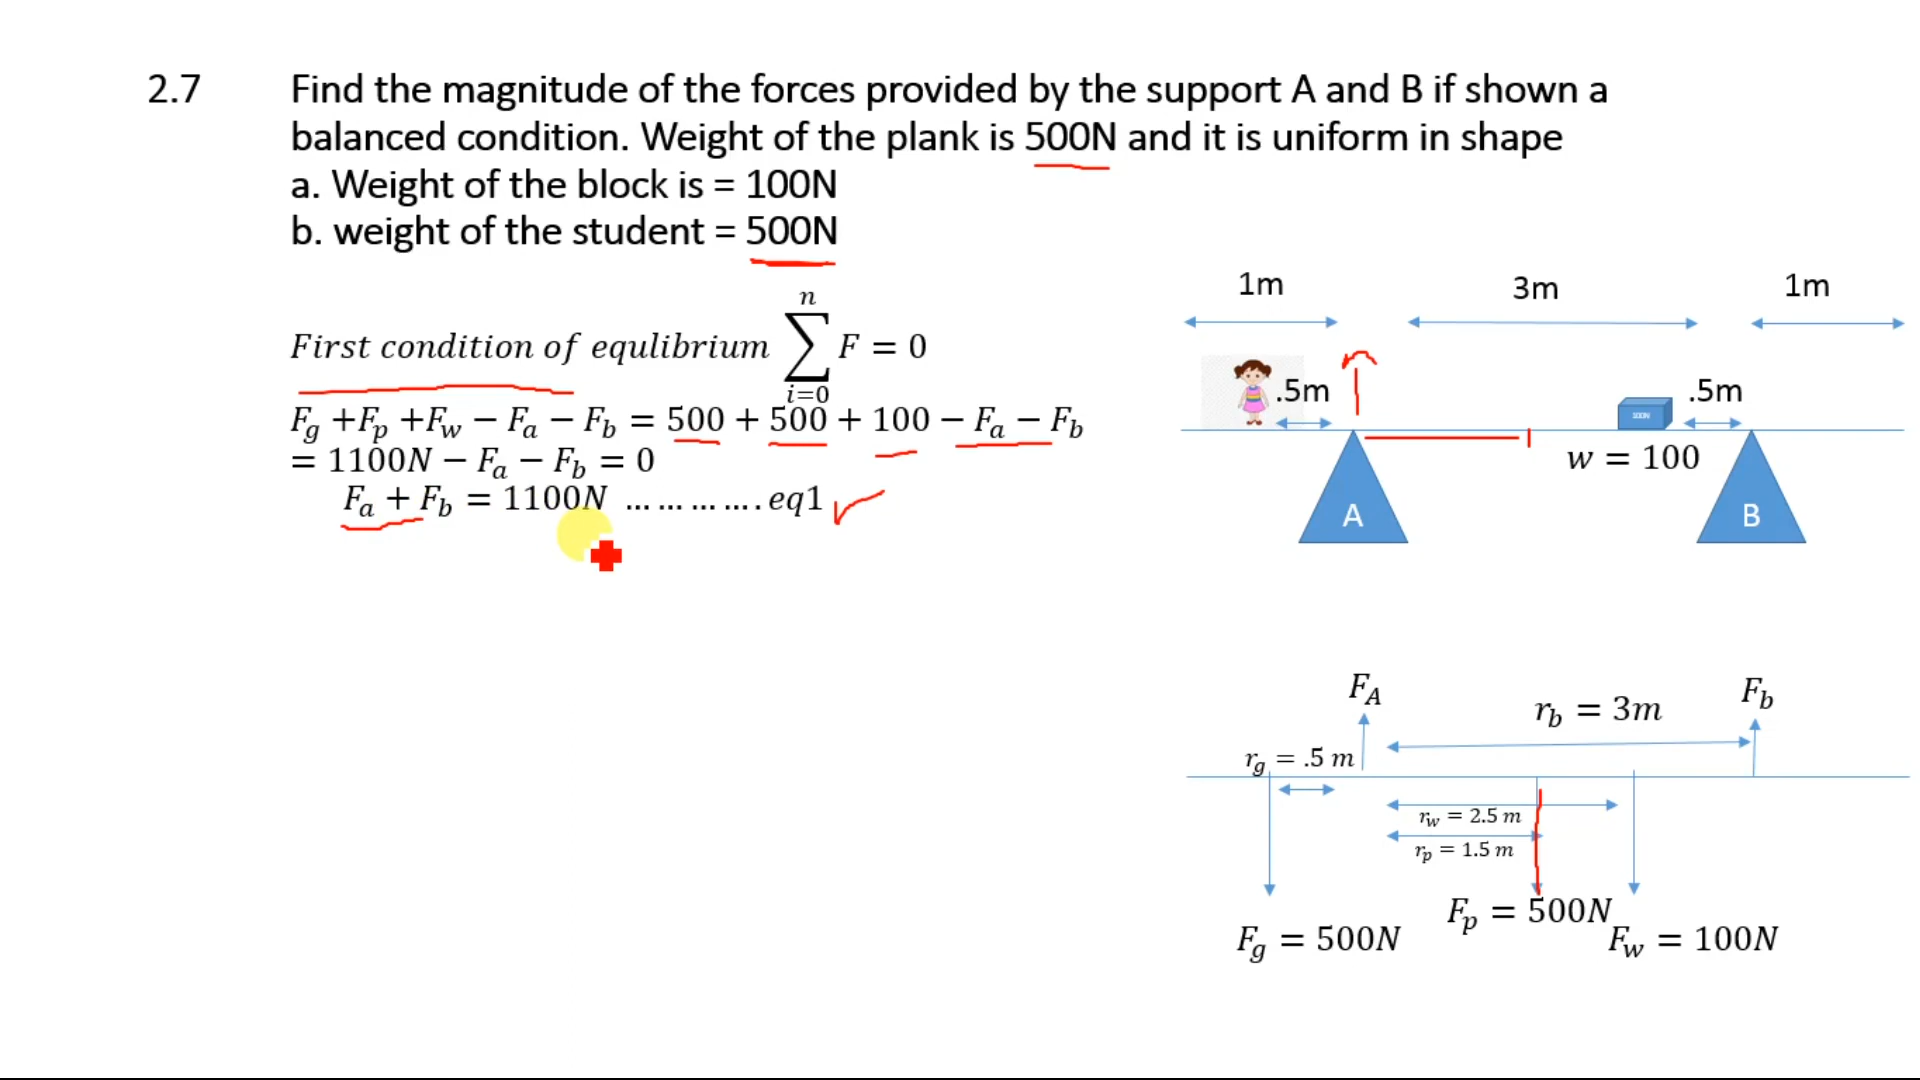 2.7 Find the magnitude of the forces provided by the support A and B if shown a
balanced condition. Weight of the plank is 500N and it is uniform in shape
a. Weight of the block is = 100N
b. weight of the student = 500N
First condition of equlibrium ∑_{i=0}^{n} F = 0
F_g +F_p +F_w − F_a − F_b = 500 + 500 + 100 − F_a − F_b
= 1100N − F_a − F_b = 0
F_a + F_b = 1100N … … … … . eq1
1m 3m 1m
.5m .5m
100N
w = 100
A B
F_A F_b
r_b = 3m
r_g = .5 m
r_w = 2.5 m
r_p = 1.5 m
F_p = 500N
F_g = 500N F_w = 100N